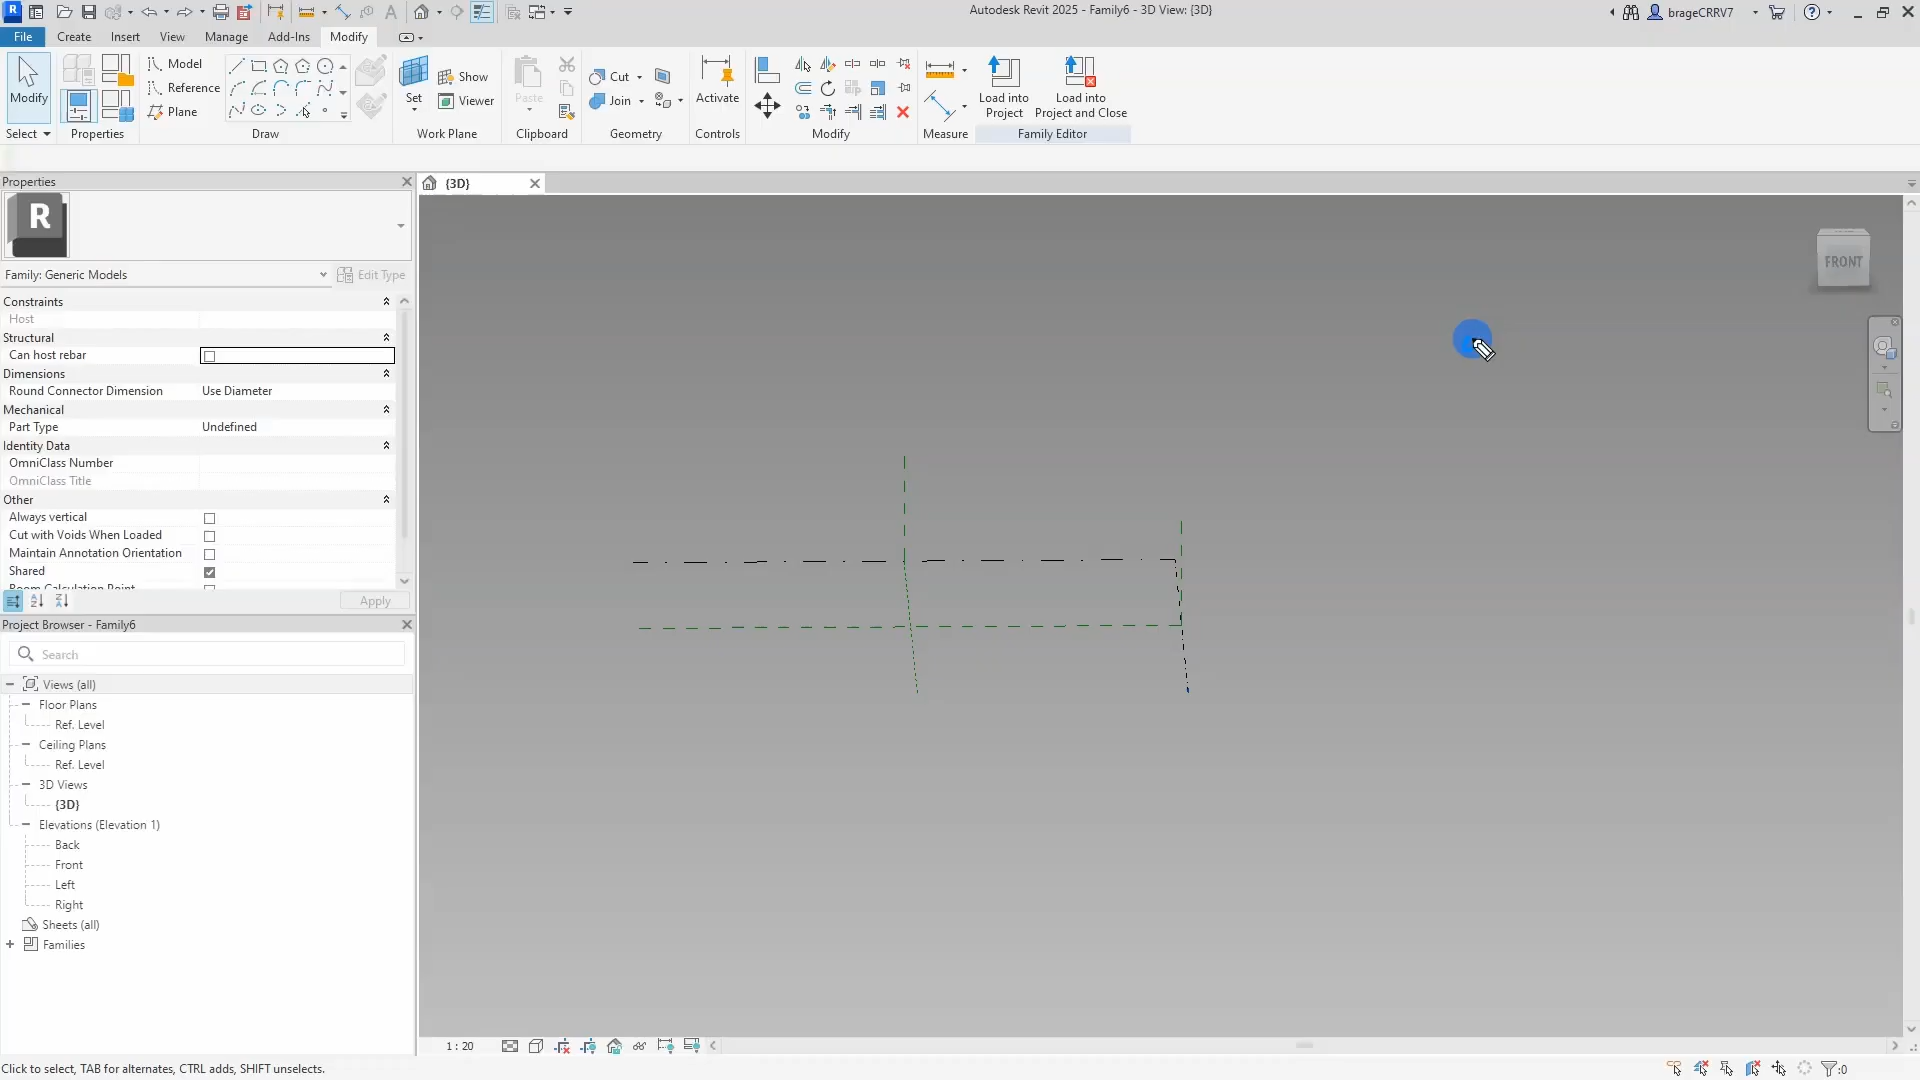 Autodesk Revit 2025 - Family6 - 3D View: {3D}
brageCRRV7
File
Create
Insert
View
Manage
Add-Ins
Modify
Modify
Select
Properties
Model
Reference
Plane
Draw
Set
Show
Viewer
Work Plane
Paste
Clipboard
Cut
Join
Geometry
Activate
Controls
Modify
Measure
Load into
Project
Load into
Project and Close
Family Editor
Properties
R
Family: Generic Models
Edit Type
Constraints
Host
Structural
Can host rebar
Dimensions
Round Connector Dimension Use Diameter
Mechanical
Part Type Undefined
Identity Data
OmniClass Number
OmniClass Title
Other
Always vertical
Cut with Voids When Loaded
Maintain Annotation Orientation
Shared
Room Calculation Point
Apply
Project Browser - Family6
Search
Views (all)
Floor Plans
Ref. Level
Ceiling Plans
Ref. Level
3D Views
{3D}
Elevations (Elevation 1)
Back
Front
Left
Right
Sheets (all)
Families
{3D}
FRONT
1 : 20
Click to select, TAB for alternates, CTRL adds, SHIFT unselects.
:0